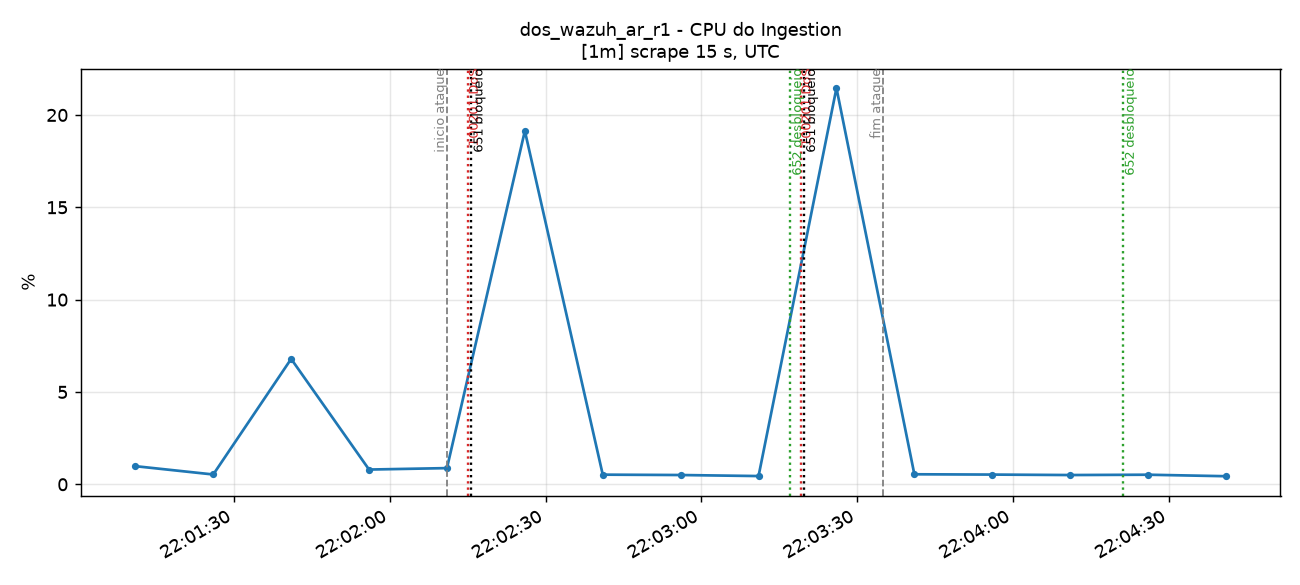 dos_wazuh_ar_r1 - CPU do Ingestion
[1m] scrape 15 s, UTC
%
20
15
10
5
0
inicio ataque
651 bloqueio
652 desbloqueio
651 bloqueio
fim ataque
652 desbloqueio
22:01:30
22:02:00
22:02:30
22:03:00
22:03:30
22:04:00
22:04:30